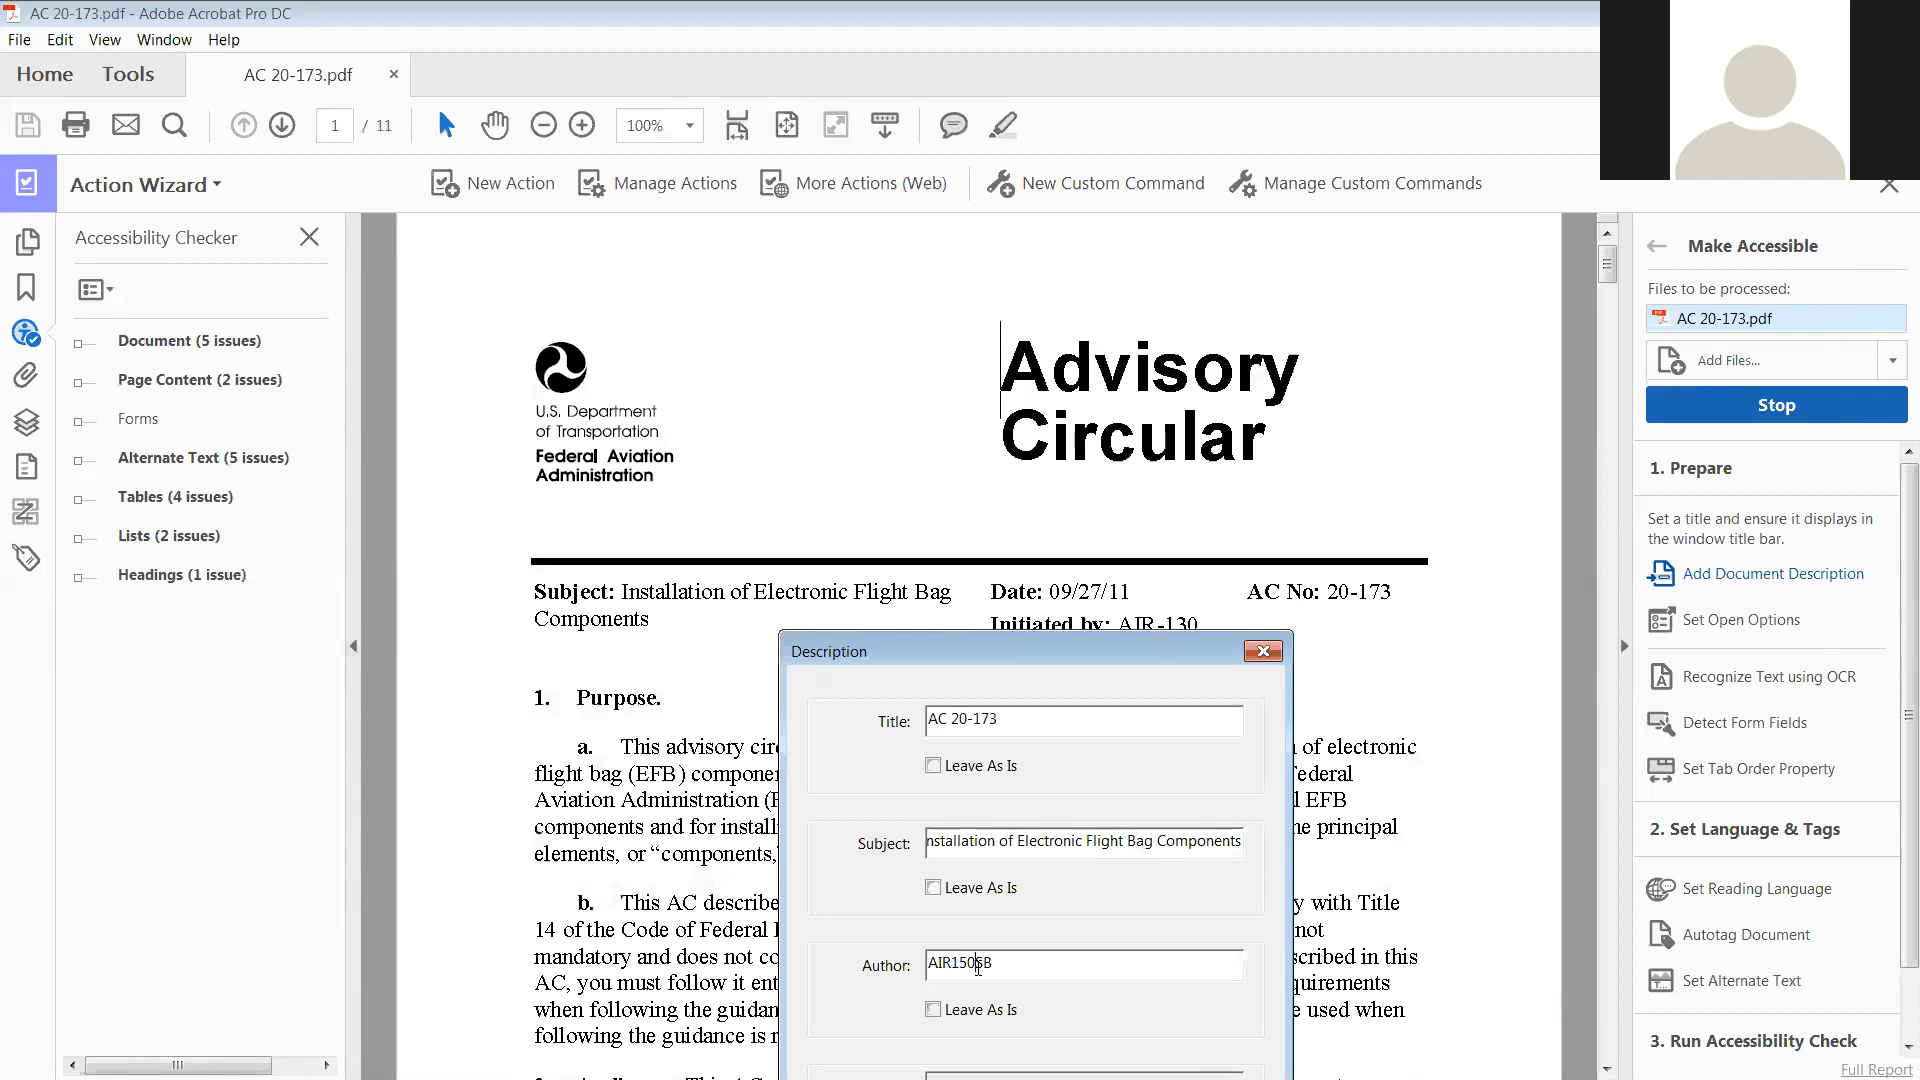 AC 20-173.pdf - Adobe Acrobat Pro DC
File Edit View Window Help
Home Tools AC 20-173.pdf
1 / 11 100%
Action Wizard New Action Manage Actions More Actions (Web) New Custom Command Manage Custom Commands
Accessibility Checker
Document (5 issues)
Page Content (2 issues)
Forms
Alternate Text (5 issues)
Tables (4 issues)
Lists (2 issues)
Headings (1 issue)
U.S. Department
of Transportation
Federal Aviation
Administration
Advisory
Circular
Subject: Installation of Electronic Flight Bag
Components
Date: 09/27/11
Initiated by: AIR-130
AC No: 20-173
1. Purpose.
a. This advisory of electronic
flight bag (EFB) Federal
Aviation Administration EFB
components and for principal
elements, or “components,
b. This AC with Title
14 of the Code of Federal not
mandatory and does not in this
AC, you must follow it
when following the used when
following the guidance is
Description
Title: AC 20-173
Leave As Is
Subject: nstallation of Electronic Flight Bag Components
Leave As Is
Author:
Leave As Is
Make Accessible
Files to be processed:
AC 20-173.pdf
Add Files...
Stop
1. Prepare
Set a title and ensure it displays in
the window title bar.
Add Document Description
Set Open Options
Recognize Text using OCR
Detect Form Fields
Set Tab Order Property
2. Set Language & Tags
Set Reading Language
Autotag Document
Set Alternate Text
3. Run Accessibility Check
Full Report